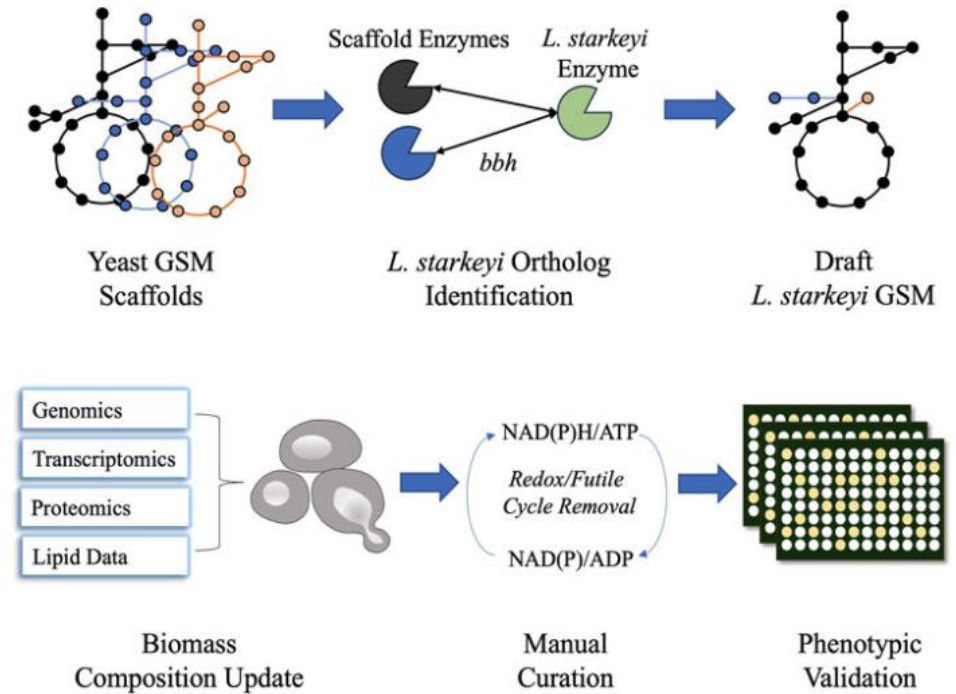 Scaffold Enzymes
L. starkeyi
Enzyme
bbh
Yeast GSM
Scaffolds
L. starkeyi Ortholog
Identification
Draft
L. starkeyi GSM
Genomics
Transcriptomics
Proteomics
Lipid Data
NAD(P)H/ATP
Redox/Futile
Cycle Removal
NAD(P)/ADP
Biomass
Composition Update
Manual
Curation
Phenotypic
Validation